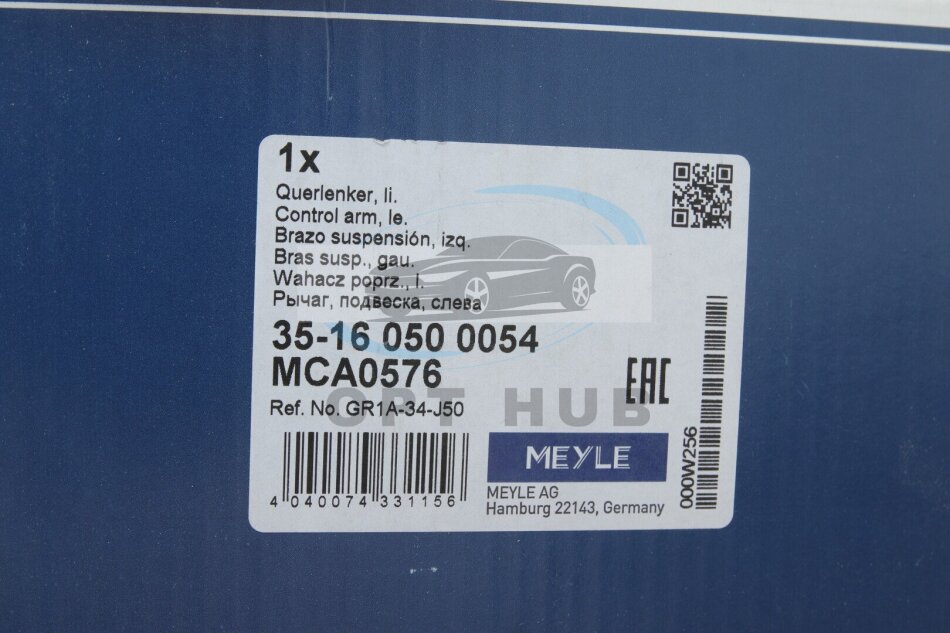 1x
Querlenker, li.
Control arm, le.
Brazo suspensión, izq.
Bras susp., gau.
Wahacz poprz., l.
Рычаг, подвеска, слева
35-16 050 0054
MCA0576
EAC
OPT HUB
Ref. No. GR1A-34-J50
4 040074 331156
MEYLE
MEYLE AG
Hamburg 22143, Germany
000W256